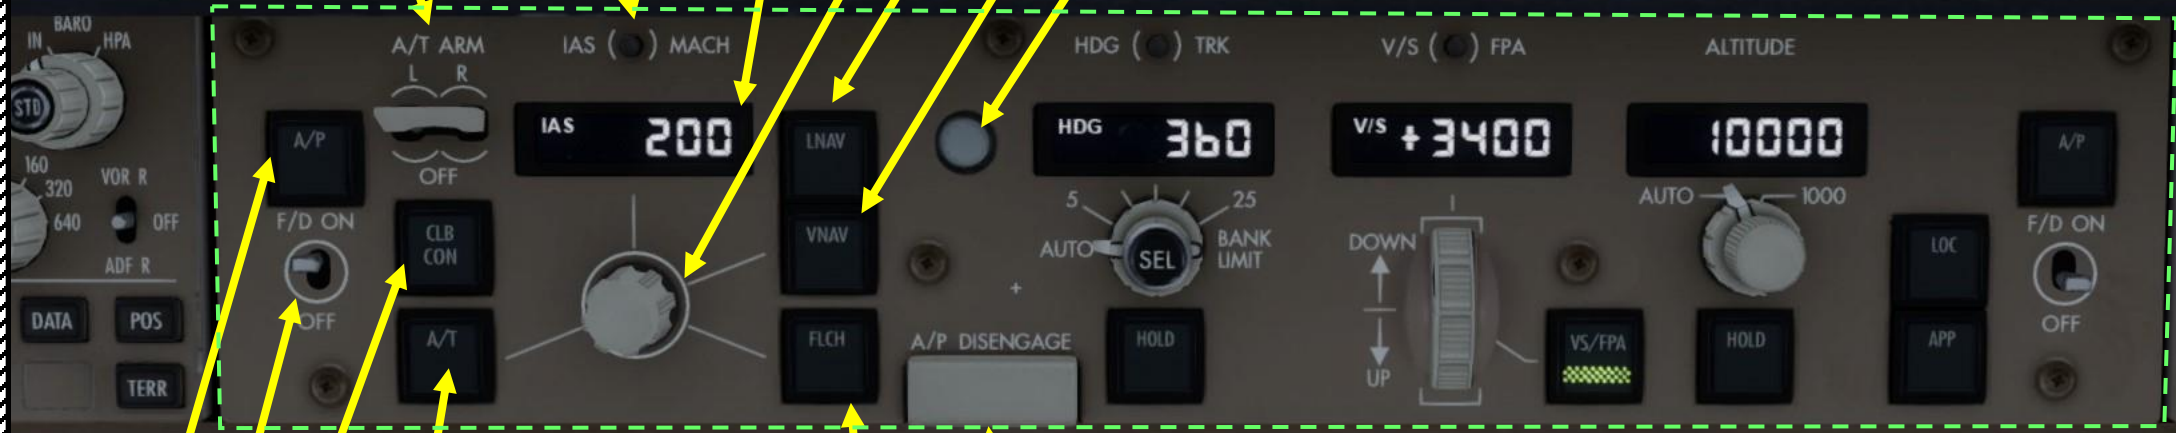 BARO
IN
HPA
STD
160
320
640
VOR R
OFF
ADF R
DATA
POS
TERR
A/T ARM
L
R
OFF
A/P
F/D ON
OFF
CLB
CON
A/T
IAS ( ) MACH
IAS
200
LNAV
VNAV
FLCH
A/P DISENGAGE
HDG ( ) TRK
HDG
360
5
25
AUTO
BANK
LIMIT
SEL
HOLD
V/S ( ) FPA
V/S
+3400
DOWN
UP
VS/FPA
ALTITUDE
10000
AUTO
1000
HOLD
LOC
APP
A/P
F/D ON
OFF